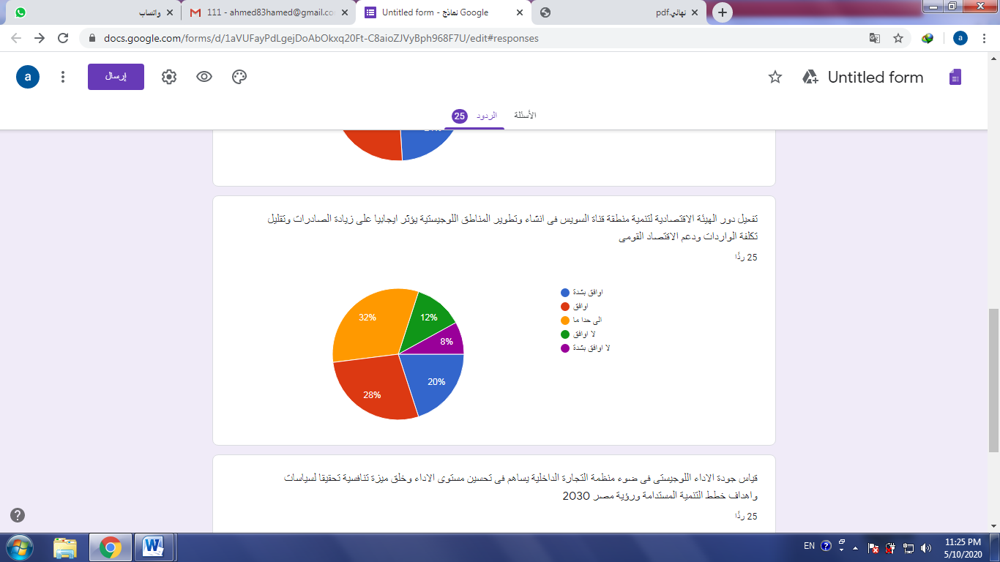 واتساب
111 - ahmed83hamed@gmail.co
Untitled form - نماذج Google
نهائي.pdf
docs.google.com/forms/d/1aVUFayPdLgejDoAbOkxq20Ft-C8aioZJVyBph968F7U/edit#responses
a
a
إرسال
Untitled form
الأسئلة
الردود 25
تفعيل دور الهيئة الاقتصادية لتنمية منطقة قناة السويس فى انشاء وتطوير المناطق اللوجيستية يؤثر ايجابيا على زيادة الصادرات وتقليل
تكلفة الواردات ودعم الاقتصاد القومى
25 ردًا
اوافق بشدة
اوافق
الى حدا ما
لا اوافق
لا اوافق بشدة
32%
12%
8%
20%
28%
قياس جودة الاداء اللوجيستى فى ضوء منظمة التجارة الداخلية يساهم فى تحسين مستوى الاداء وخلق ميزة تنافسية تحقيقا لسياسات
واهداف خطط التنمية المستدامة ورؤية مصر 2030
25 ردًا
EN
11:25 PM
5/10/2020